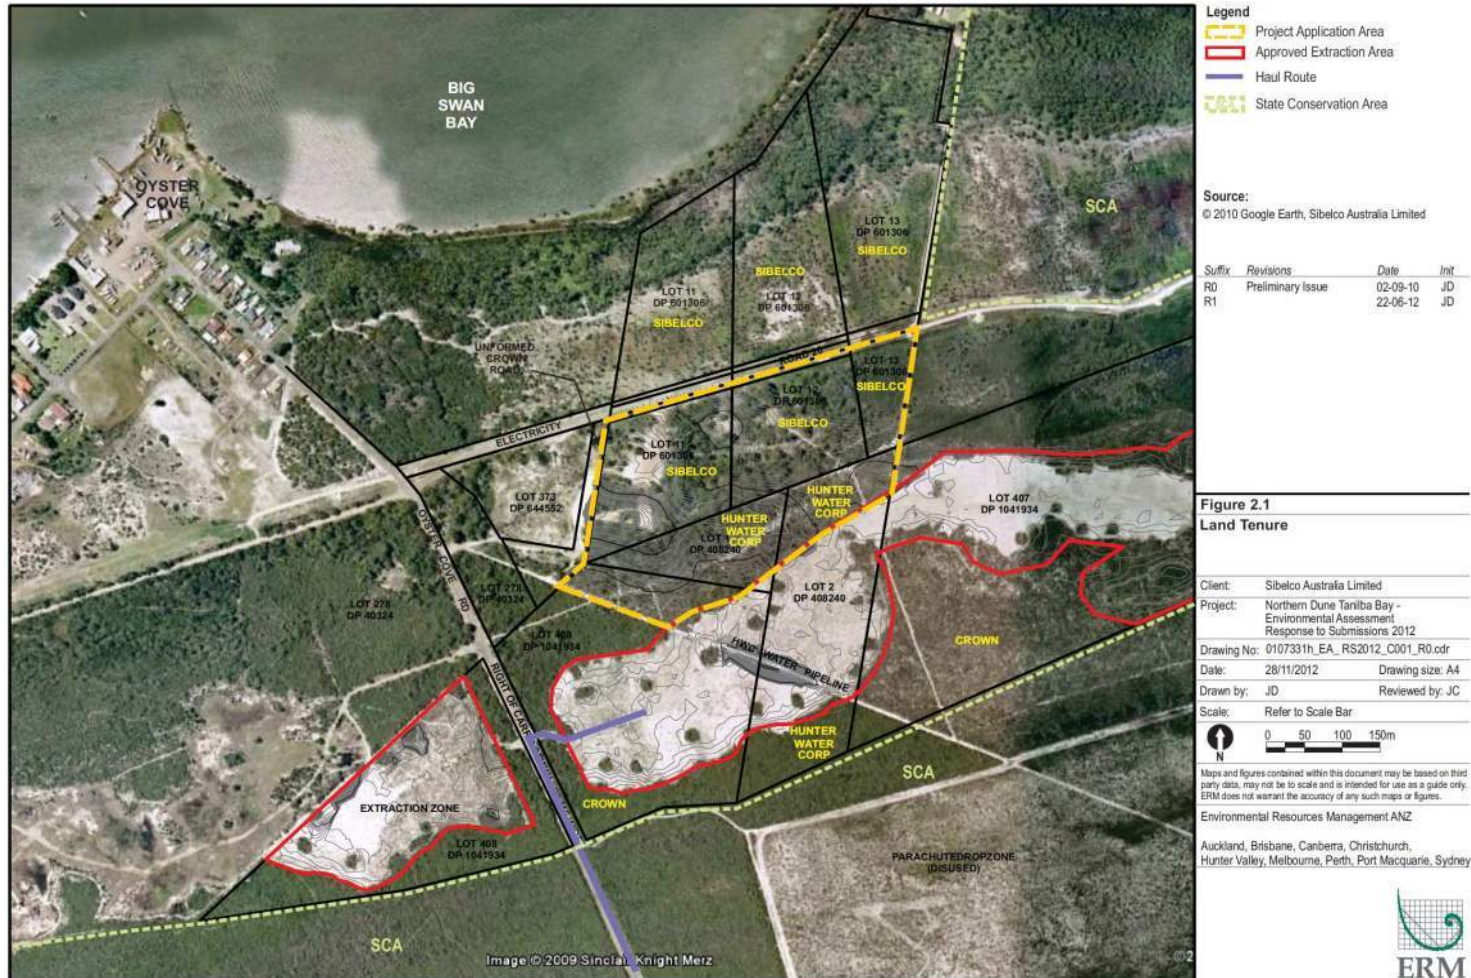 BIG
SWAN
BAY
OYSTER
COVE
SCA
LOT 13
DP 601306
SIBELCO
SIBELCO
LOT 12
DP 601306
LOT 11
DP 601306
SIBELCO
UNFORMED
CROWN
ROAD
LOT 13
DP 601306
SIBELCO
LOT 12
DP 601306
SIBELCO
ELECTRICITY
LOT 11
DP 601306
SIBELCO
LOT 373
DP 644552
HUNTER
WATER
CORP
HUNTER
WATER
CORP
DP 408240
LOT 407
DP 1041934
OYSTER COVE RD
LOT 278
DP 40324
LOT 278
DP 40324
LOT 2
DP 408240
LOT 408
DP 1041934
CROWN
HWC WATER PIPELINE
RIGHT OF
HUNTER
WATER
CORP
SCA
CROWN
EXTRACTION ZONE
LOT 408
DP 1041934
PARACHUTEDROPZONE
(DISUSED)
SCA
Image © 2009 Sinclair Knight Merz
Legend
Project Application Area
Approved Extraction Area
Haul Route
State Conservation Area
Source:
© 2010 Google Earth, Sibelco Australia Limited
Suffix Revisions Date Init
R0 Preliminary Issue 02-09-10 JD
R1 22-06-12 JD
Figure 2.1
Land Tenure
Client: Sibelco Australia Limited
Project: Northern Dune Tanilba Bay -
Environmental Assessment
Response to Submissions 2012
Drawing No: 0107331h_EA_RS2012_C001_R0.cdr
Date: 28/11/2012 Drawing size: A4
Drawn by: JD Reviewed by: JC
Scale: Refer to Scale Bar
0 50 100 150m
N
Maps and figures contained within this document may be based on third
party data, may not be to scale and is intended for use as a guide only.
ERM does not warrant the accuracy of any such maps or figures.
Environmental Resources Management ANZ
Auckland, Brisbane, Canberra, Christchurch,
Hunter Valley, Melbourne, Perth, Port Macquarie, Sydney
ERM